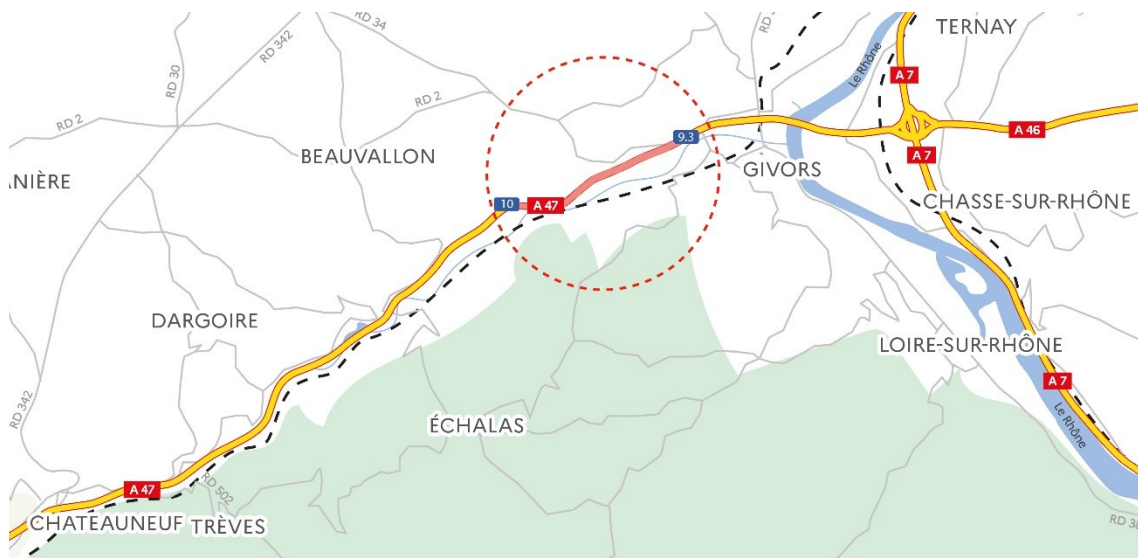 TERNAY
RD 34
RD 342
RD 30
Le Rhône
A 7
RD 2
RD 2
9.3
A 46
BEAUVALLON
A 7
GIVORS
ANIÈRE
CHASSE-SUR-RHÔNE
10
A 47
DARGOIRE
LOIRE-SUR-RHÔNE
A 7
RD 342
Le Rhône
ÉCHALAS
A 47
RD 502
CHATEAUNEUF
TRÈVES